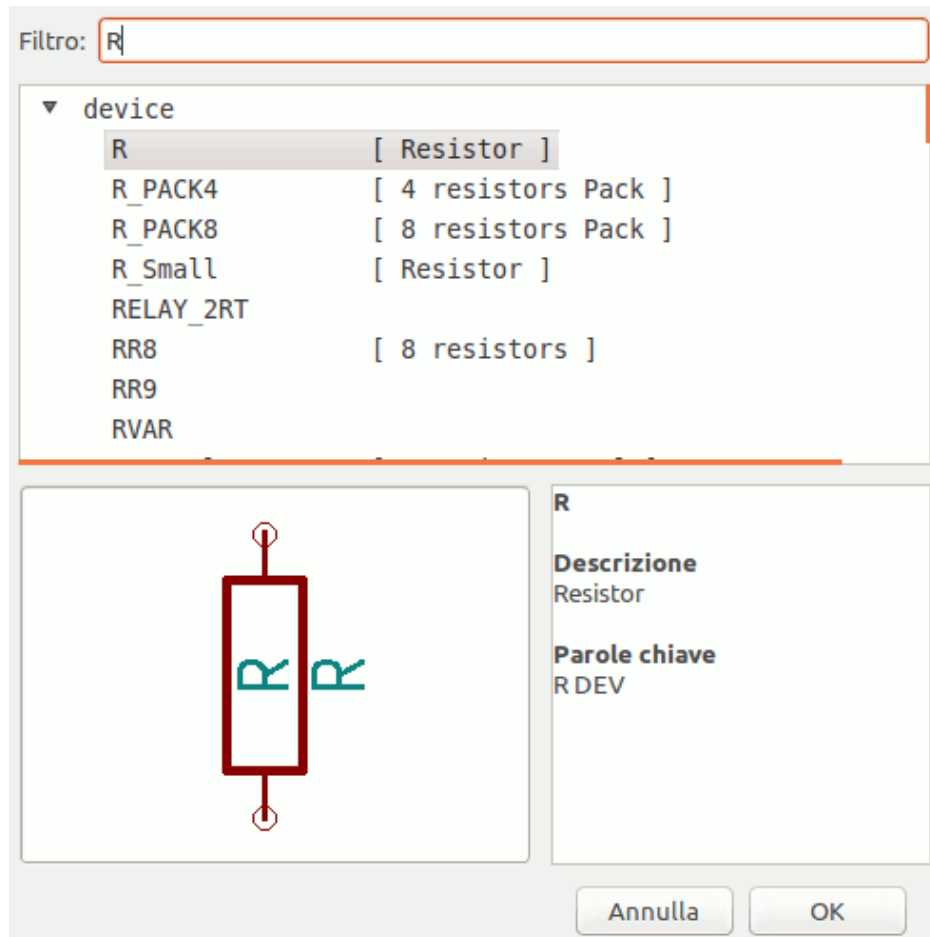 Filtro: R
device
R [ Resistor ]
R_PACK4 [ 4 resistors Pack ]
R_PACK8 [ 8 resistors Pack ]
R_Small [ Resistor ]
RELAY_2RT
RR8 [ 8 resistors ]
RR9
RVAR
R
R
R
Descrizione
Resistor
Parole chiave
R DEV
Annulla
OK